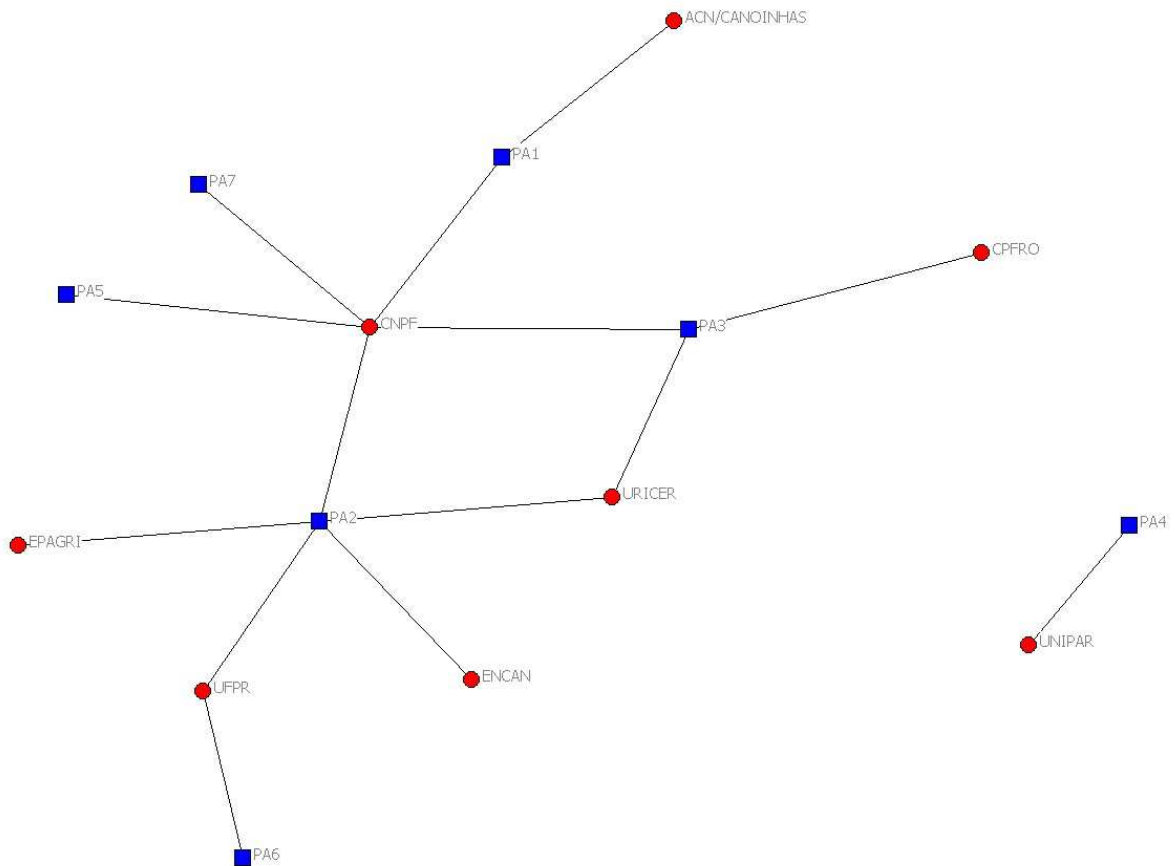 ACN/CANOINHAS
PA1
PA7
CPFRO
PA5
CNPF
PA3
URICER
PA2
PA4
EPAGRI
UNIPAR
ENCAN
UFPR
PA6